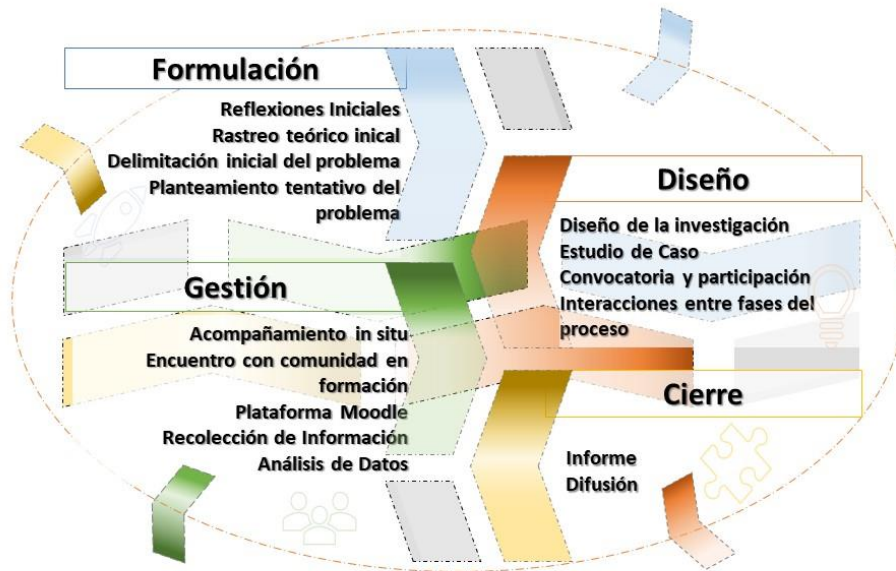 Formulación
Reflexiones Iniciales
Rastreo teórico inical
Delimitación inicial del problema
Planteamiento tentativo del
problema
Diseño
Diseño de la investigación
Estudio de Caso
Convocatoria y participación
Interacciones entre fases del
proceso
Gestión
Acompañamiento in situ
Encuentro con comunidad en
formación
Plataforma Moodle
Recolección de Información
Análisis de Datos
Cierre
Informe
Difusión